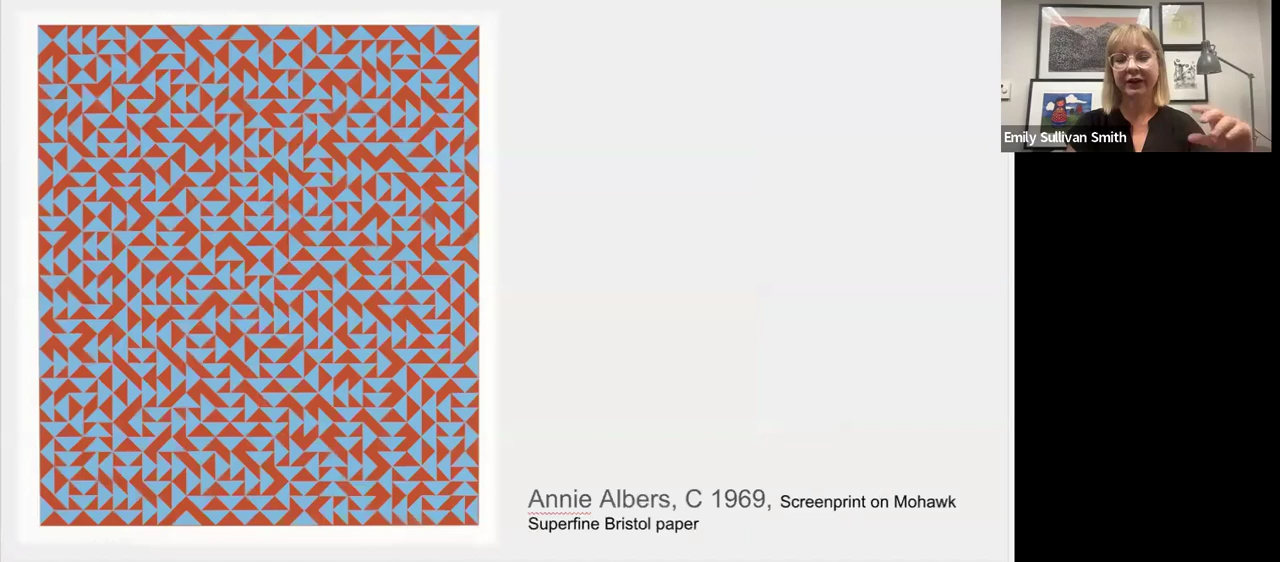 Emily Sullivan Smith
Annie Albers, C 1969, Screenprint on Mohawk
Superfine Bristol paper